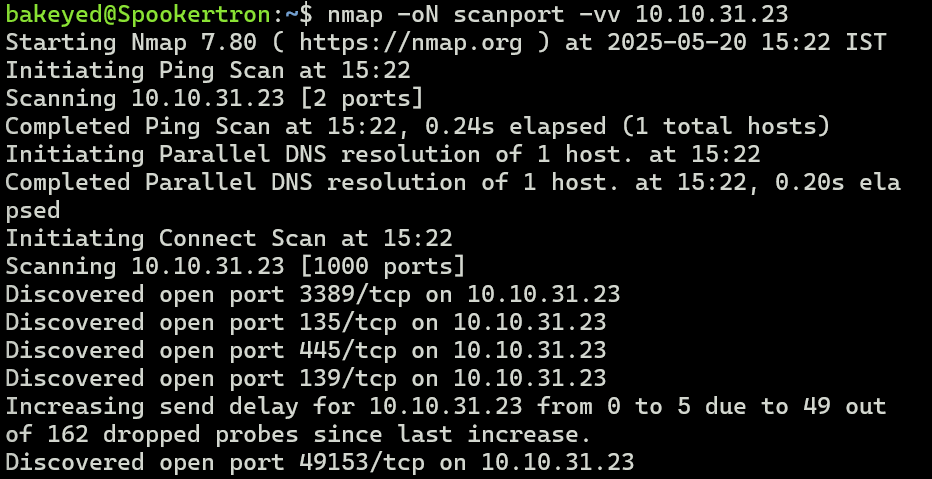 bakeyed@Spookertron:~$ nmap -oN scanport -vv 10.10.31.23
Starting Nmap 7.80 ( https://nmap.org ) at 2025-05-20 15:22 IST
Initiating Ping Scan at 15:22
Scanning 10.10.31.23 [2 ports]
Completed Ping Scan at 15:22, 0.24s elapsed (1 total hosts)
Initiating Parallel DNS resolution of 1 host. at 15:22
Completed Parallel DNS resolution of 1 host. at 15:22, 0.20s ela
psed
Initiating Connect Scan at 15:22
Scanning 10.10.31.23 [1000 ports]
Discovered open port 3389/tcp on 10.10.31.23
Discovered open port 135/tcp on 10.10.31.23
Discovered open port 445/tcp on 10.10.31.23
Discovered open port 139/tcp on 10.10.31.23
Increasing send delay for 10.10.31.23 from 0 to 5 due to 49 out
of 162 dropped probes since last increase.
Discovered open port 49153/tcp on 10.10.31.23